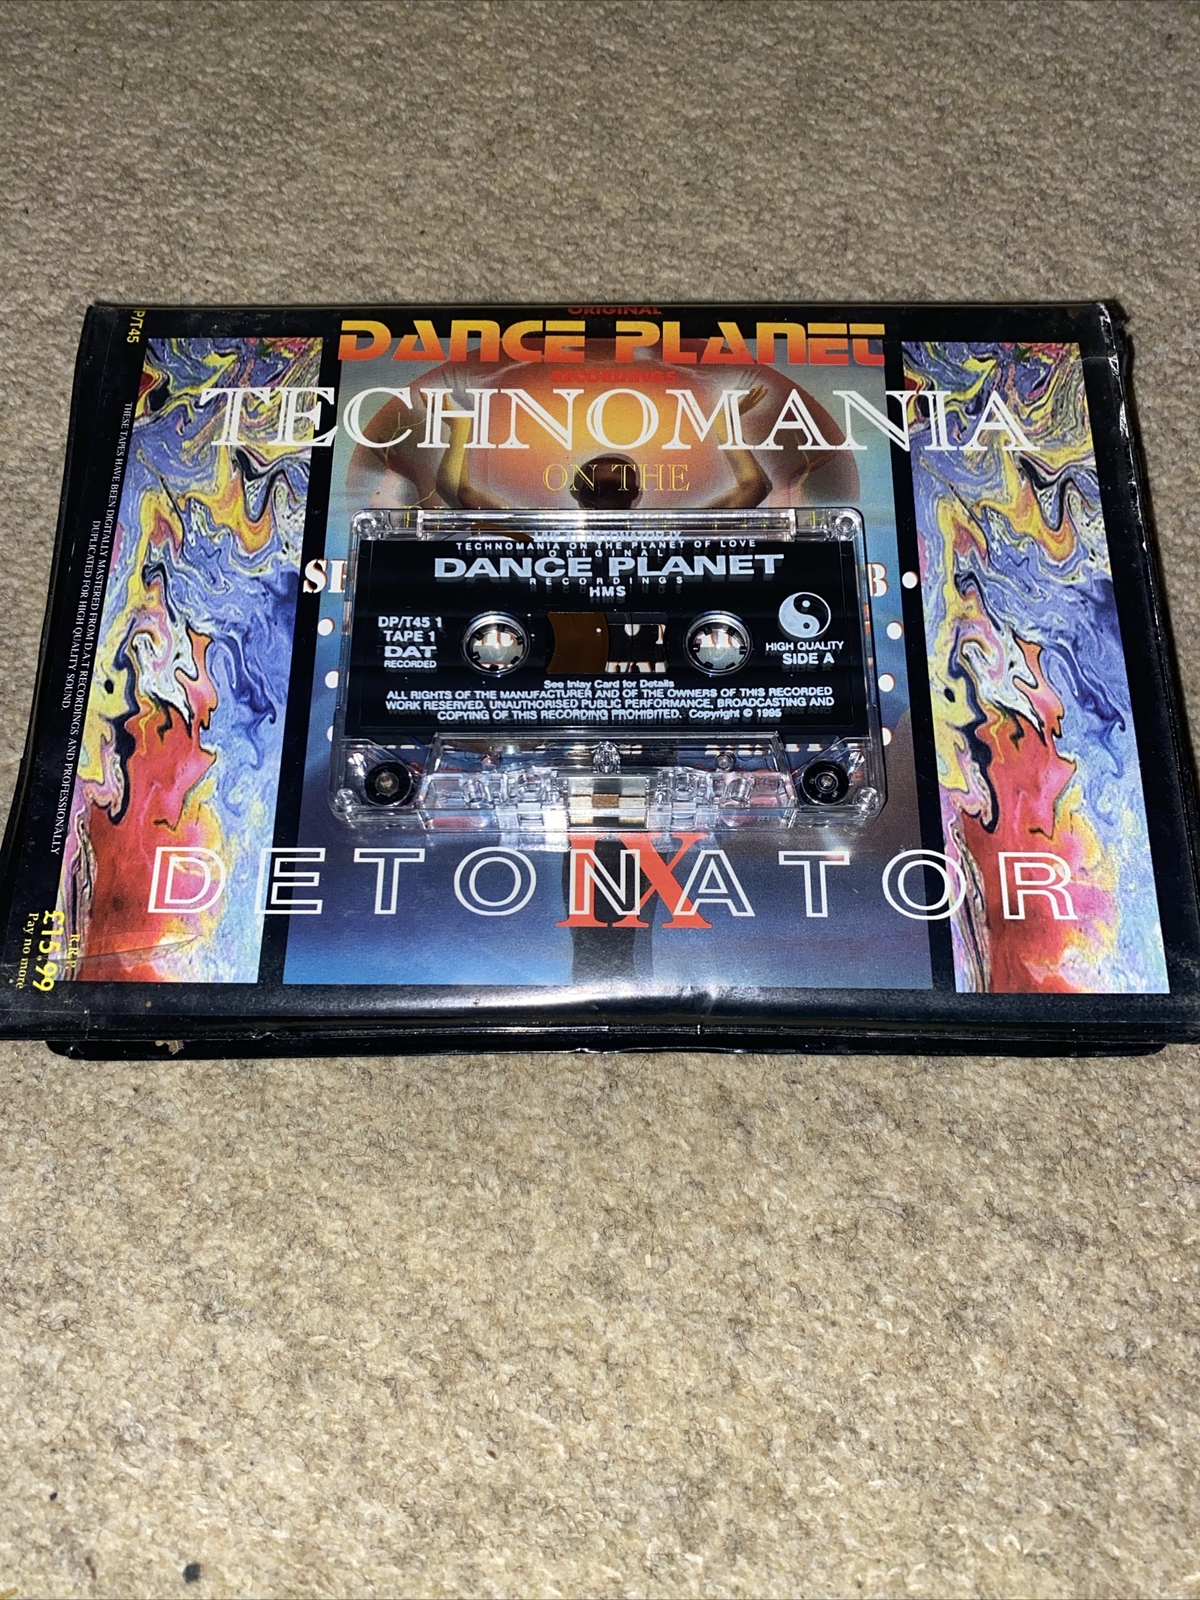 ORIGINAL
DANCE PLANET
RECORDINGS
TECHNOMANIA
ON THE
TECHNOMANIA ON THE PLANET OF LOVE
ORIGINAL
DANCE PLANET
RECORDINGS
HMS
DP/T45 1
TAPE 1
DAT
RECORDED
HIGH QUALITY
SIDE A
See Inlay Card for Details
ALL RIGHTS OF THE MANUFACTURER AND OF THE OWNERS OF THIS RECORDED
WORK RESERVED. UNAUTHORISED PUBLIC PERFORMANCE, BROADCASTING AND
COPYING OF THIS RECORDING PROHIBITED. Copyright © 1995
IX
DETONATOR
P/T45
THESE TAPES HAVE BEEN DIGITALLY MASTERED FROM D.A.T RECORDINGS AND PROFESSIONALLY
DUPLICATED FOR HIGH QUALITY SOUND.
R.R.P.
£15.99
Pay no more